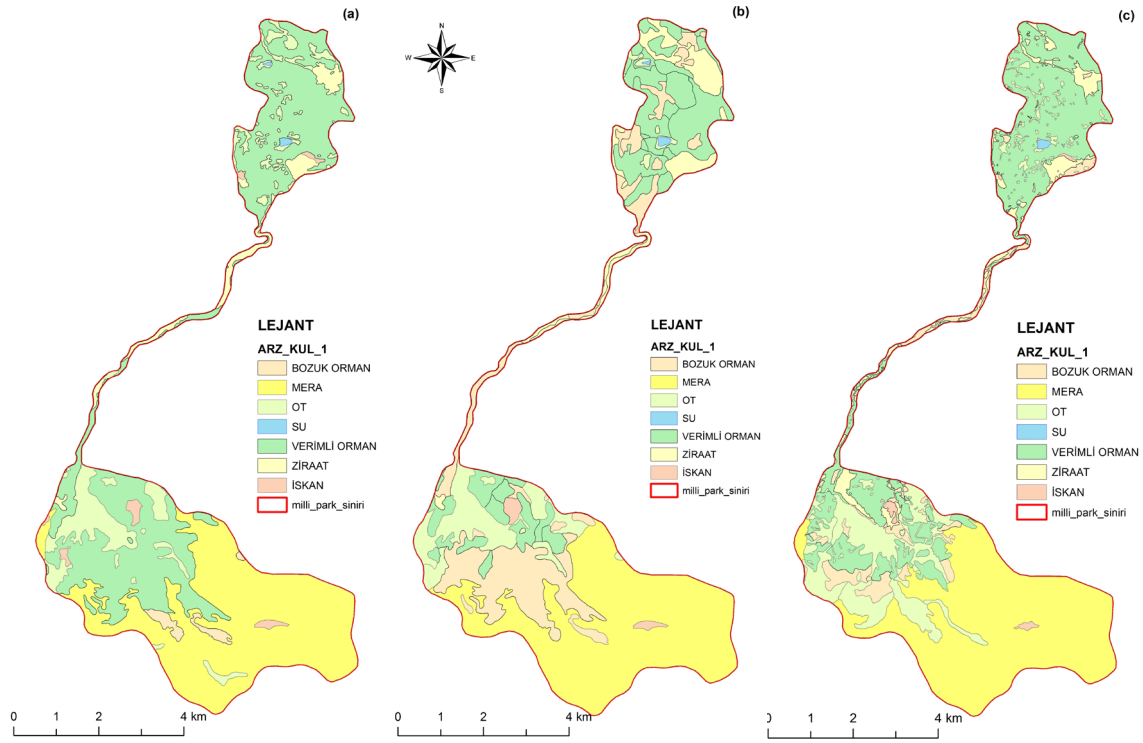 (a)
(b)
(c)
N
W
E
S
LEJANT
ARZ_KUL_1
BOZUK ORMAN
MERA
OT
SU
VERİMLİ ORMAN
ZİRAAT
İSKAN
milli_park_siniri
LEJANT
ARZ_KUL_1
BOZUK ORMAN
MERA
OT
SU
VERİMLİ ORMAN
ZİRAAT
İSKAN
milli_park_siniri
LEJANT
ARZ_KUL_1
BOZUK ORMAN
MERA
OT
SU
VERİMLİ ORMAN
ZİRAAT
İSKAN
milli_park_siniri
0 1 2 4 km
0 1 2 4 km
0 1 2 4 km